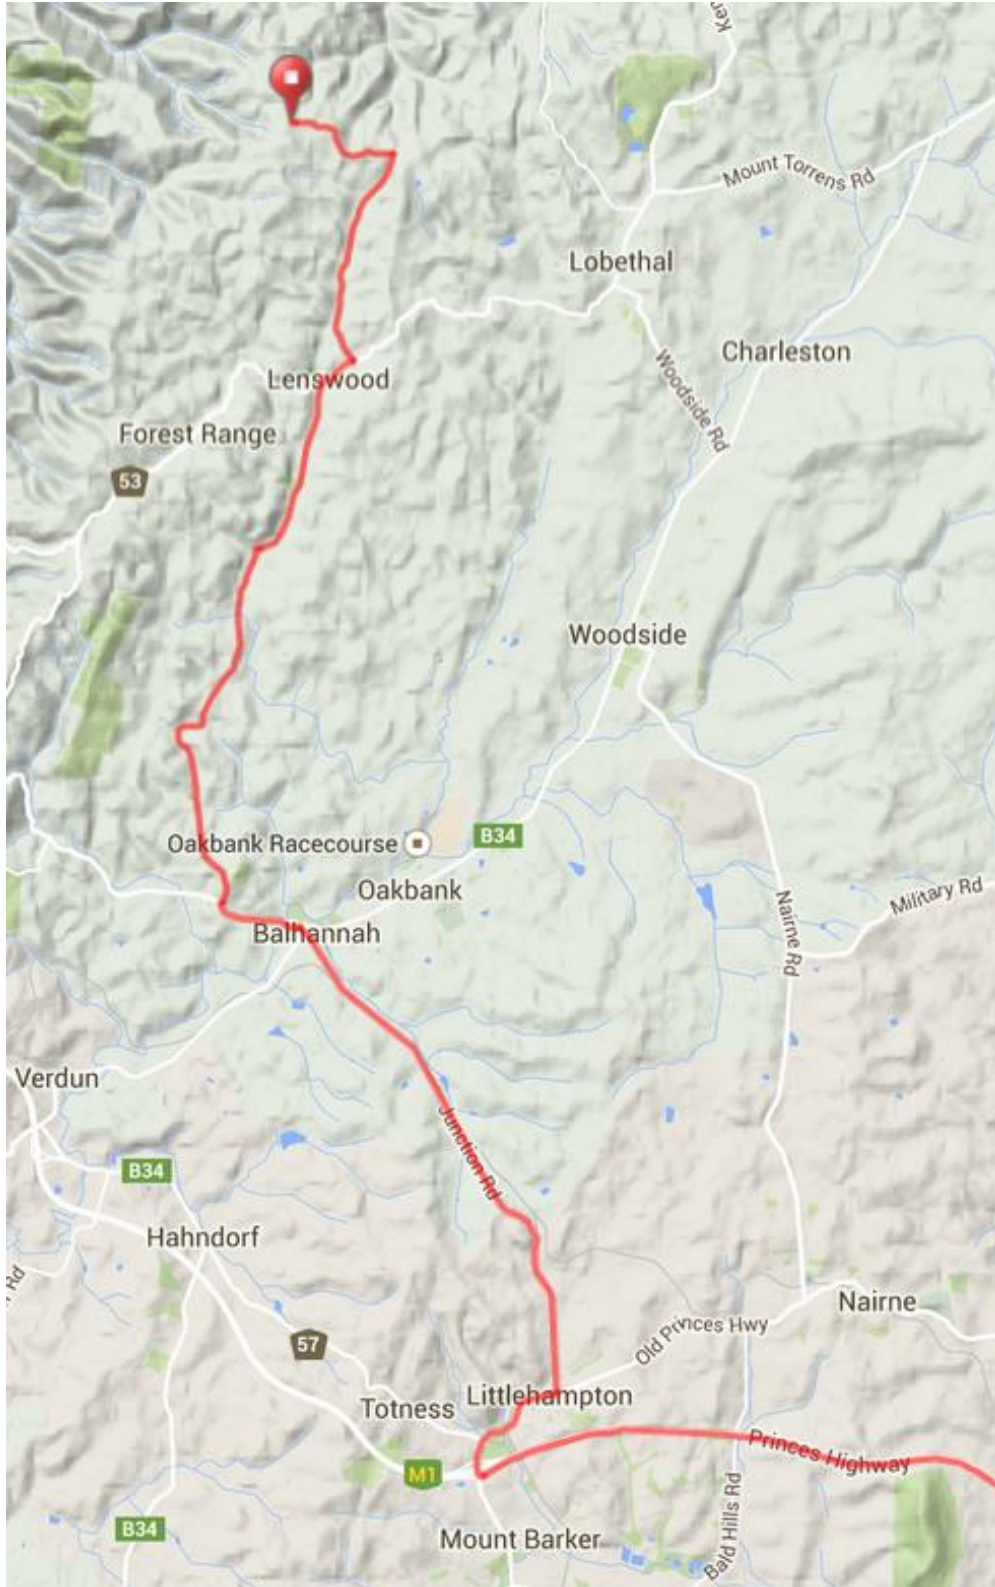 Ker
Mount Torrens Rd
Lobethal
Charleston
Woodside Rd
Lenswood
Forest Range
53
Woodside
Oakbank Racecourse
B34
Oakbank
Military Rd
Nairne Rd
Balhannah
Verdun
Junction Rd
B34
Hahndorf
Rd
Nairne
Old Princes Hwy
57
Littlehampton
Totness
Princes Highway
M1
B34
Mount Barker
Bald Hills Rd